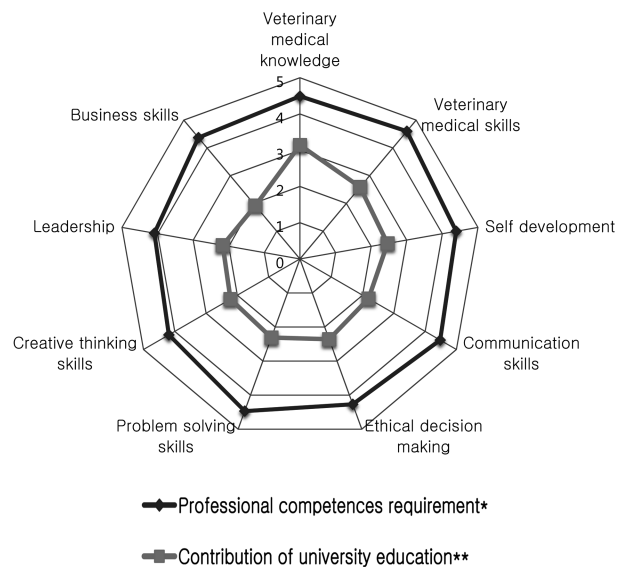 Veterinary
medical
knowledge
5
4
3
2
1
0
Veterinary
medical skills
Self development
Communication
skills
Ethical decision
making
Problem solving
skills
Creative thinking
skills
Leadership
Business skills
Professional competences requirement*
Contribution of university education**